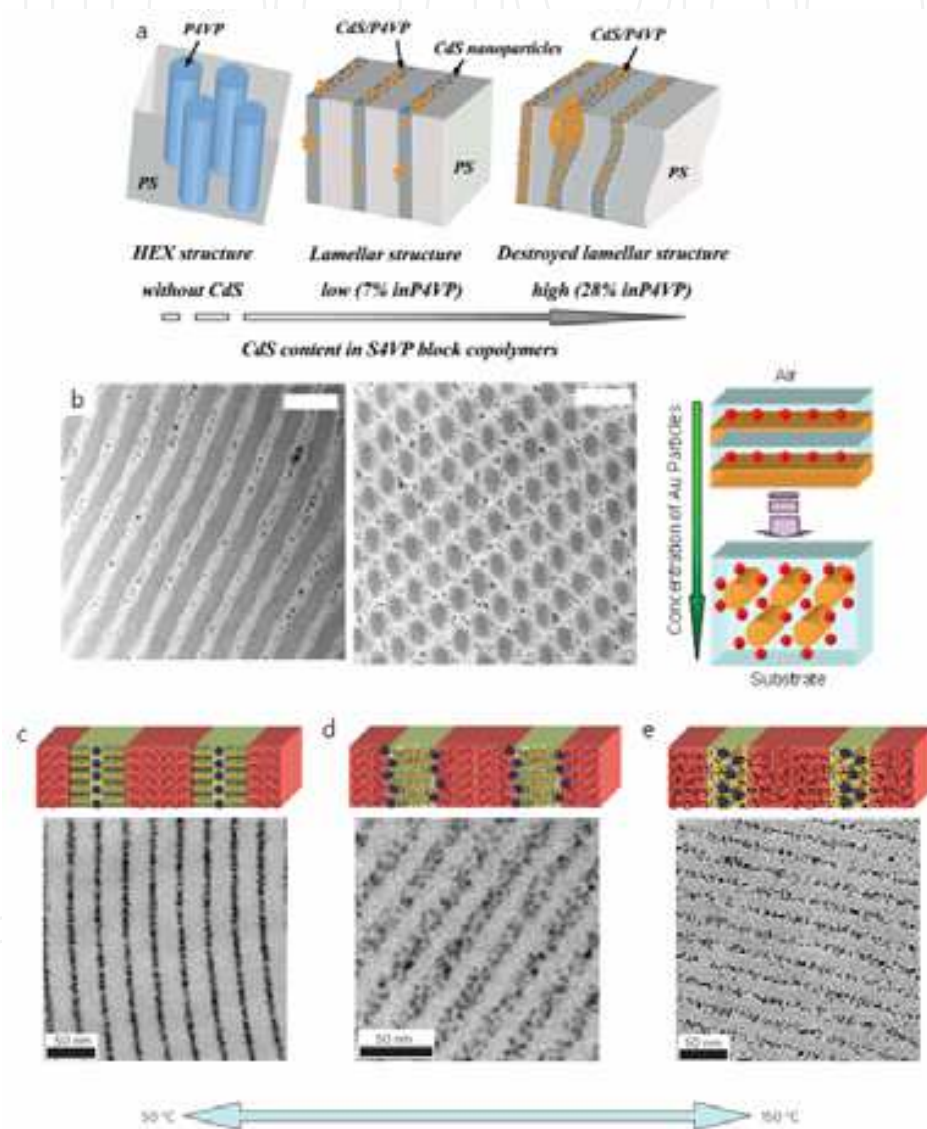 a
P4VP
CdS/P4VP
CdS nanoparticles
CdS/P4VP
PS
PS
PS
HEX structure
without CdS
Lamellar structure
low (7% inP4VP)
Destroyed lamellar structure
high (28% inP4VP)
CdS content in S4VP block copolymers
b
Concentration of Au Particles
Air
Substrate
c
d
e
50 nm
50 nm
50 nm
50 °C
150 °C